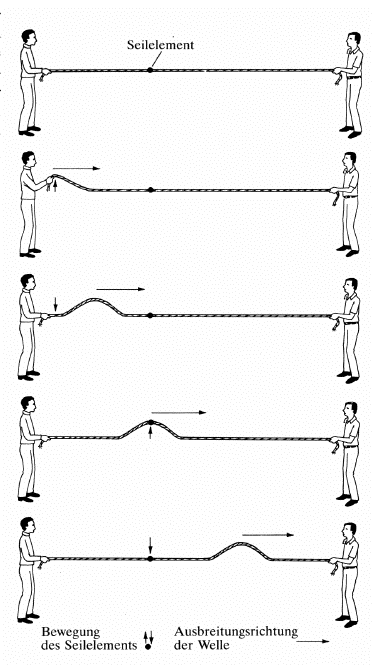 Seilelement
Bewegung
des Seilelements
Ausbreitungsrichtung
der Welle